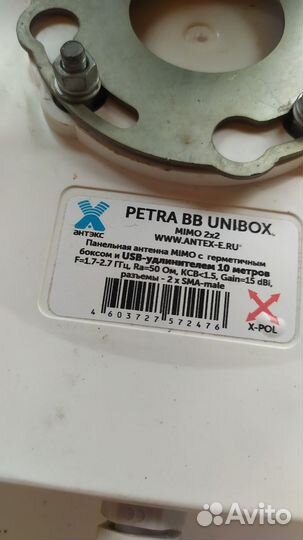 PETRA BB UNIBOX
MIMO 2x2
WWW.ANTEX-E.RU
АНТЭКС
Панельная антенна MIMO с герметичным
боксом и USB-удлинителем 10 метров
F=1.7-2.7 ГГц, Ra=50 Ом, КСВ<1.5, Gain=15 dBi,
разъемы - 2 x SMA-male
4 603727 572476
X-POL
Avito